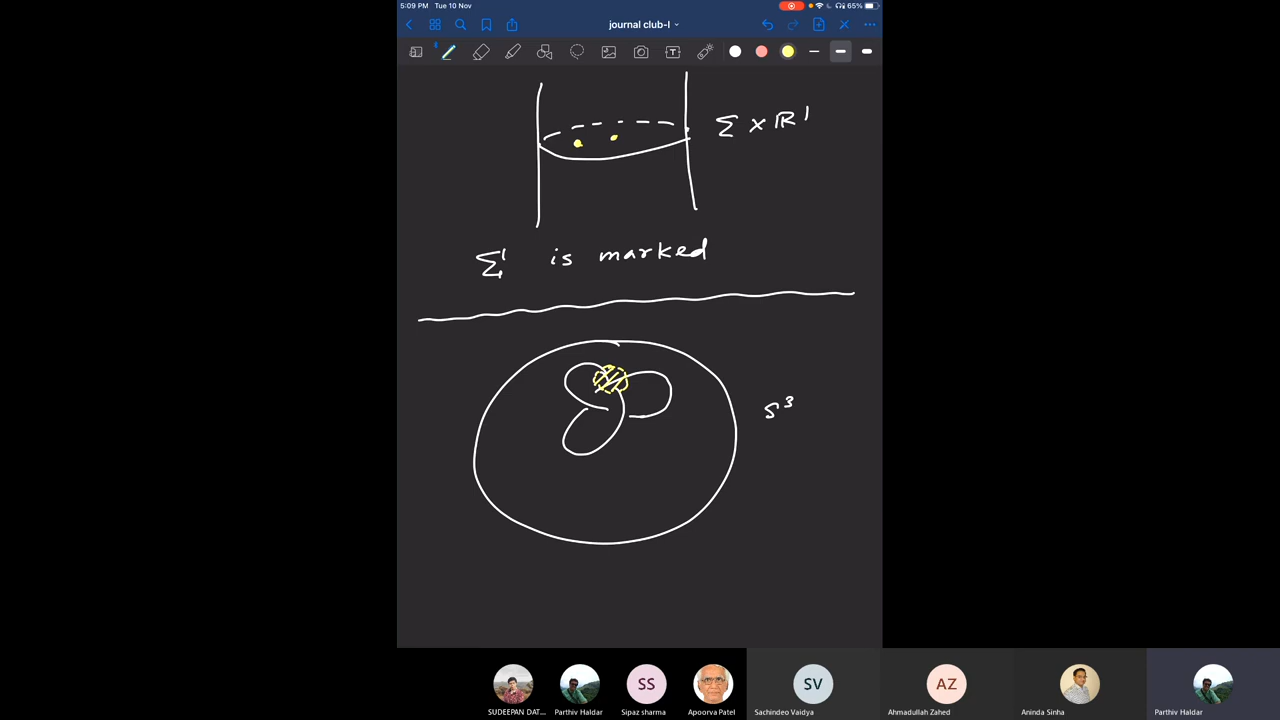 5:09 PM Tue 10 Nov
65%
journal club-I
Σ × ℝ¹
Σ is marked
S³
SUDEEPAN DAT...
Parthiv Haldar
Sipaz sharma
Apoorva Patel
SV
Sachindeo Vaidya
AZ
Ahmadullah Zahed
Aninda Sinha
Parthiv Haldar
SS